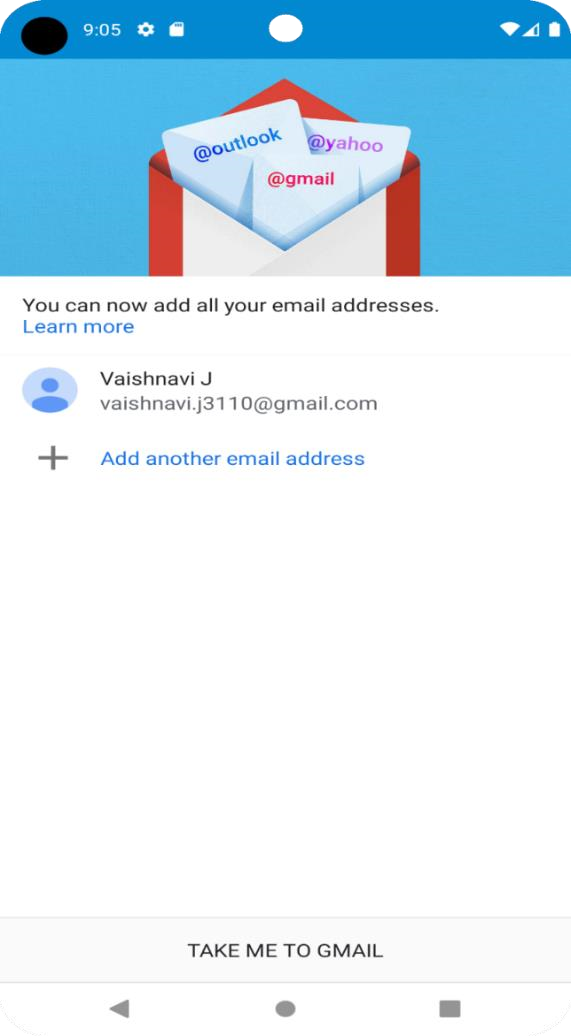 9:05
@outlook
@yahoo
@gmail
You can now add all your email addresses.
Learn more
Vaishnavi J
vaishnavi.j3110@gmail.com
Add another email address
TAKE ME TO GMAIL